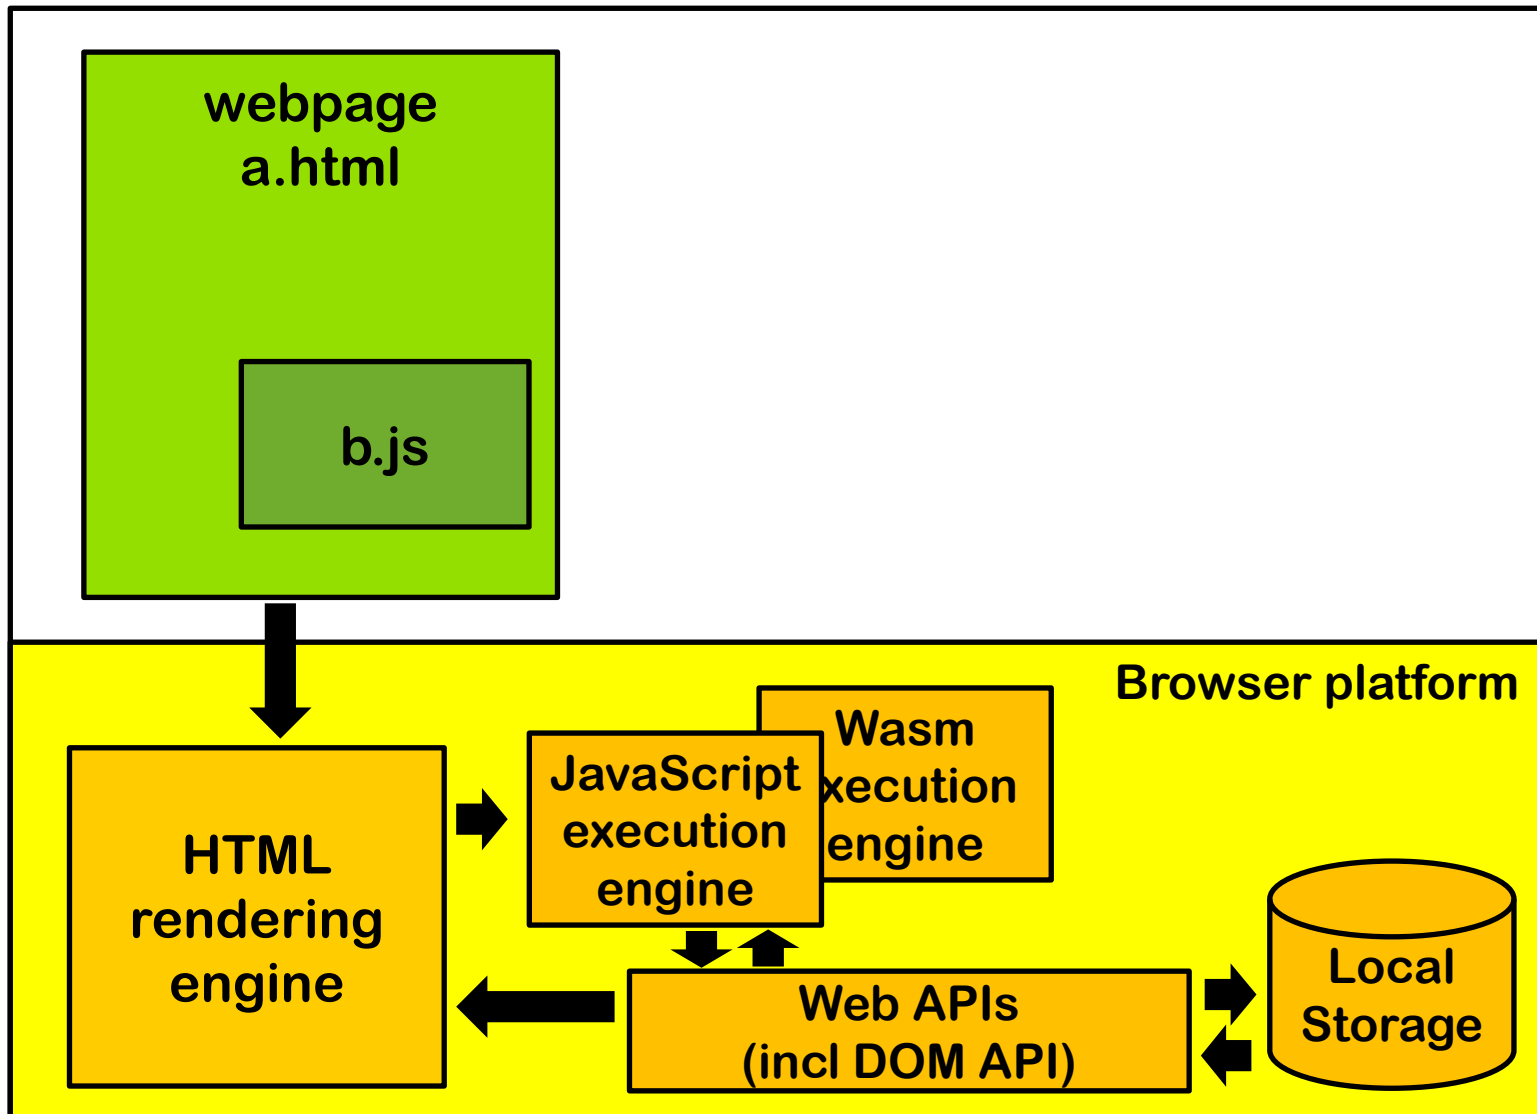 webpage
a.html
b.js
Browser platform
Wasm
xecution
engine
JavaScript
execution
engine
HTML
rendering
engine
Web APIs
(incl DOM API)
Local
Storage